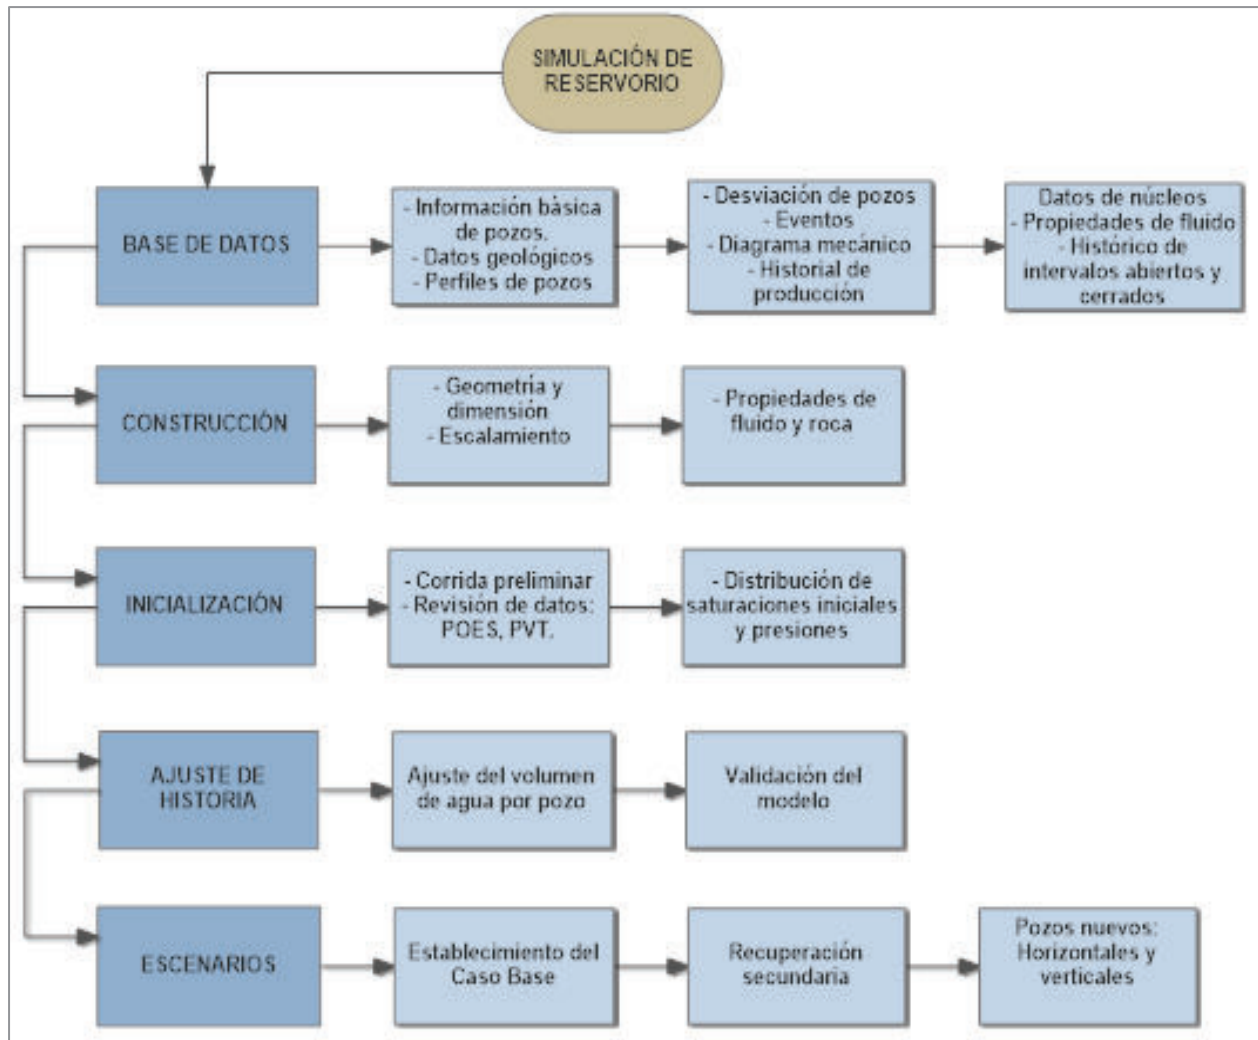 SIMULACIÓN DE
RESERVORIO
BASE DE DATOS
- Información bàsica
de pozos.
- Datos geológicos
- Perfiles de pozos
- Desviación de pozos
- Eventos
- Diagrama mecánico
- Historial de
producción
Datos de núcleos
- Propiedades de fluido
- Histórico de
intervalos abiertos y
cerrados
CONSTRUCCIÓN
- Geometría y
dimensión
- Escalamiento
- Propiedades de
fluido y roca
INICIALIZACIÓN
- Corrida preliminar
- Revisión de datos:
POES, PVT.
- Distribución de
saturaciones iniciales
y presiones
AJUSTE DE
HISTORIA
Ajuste del volumen
de agua por pozo
Validación del
modelo
ESCENARIOS
Establecimiento del
Caso Base
Recuperación
secundaria
Pozos nuevos:
Horizontales y
verticales